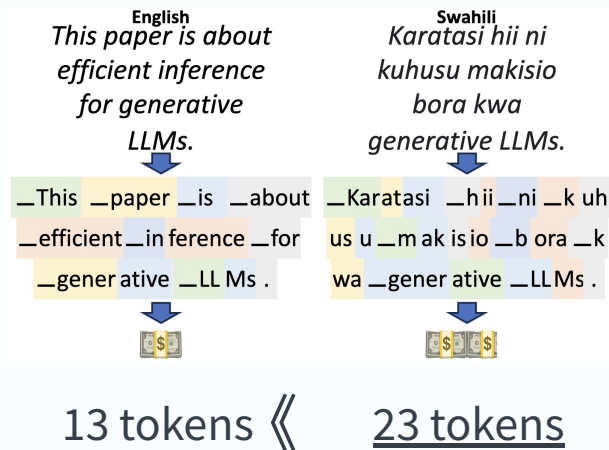 English
This paper is about
efficient inference
for generative
LLMs.
_This _paper _is _about
_efficient _in ference _for
_gener ative _LL Ms .
$
13 tokens 《
Swahili
Karatasi hii ni
kuhusu makisio
bora kwa
generative LLMs.
_Karatasi _h ii _ni _k uh
us u _m ak is io _b ora _k
wa _gener ative _LL Ms .
$ $
23 tokens